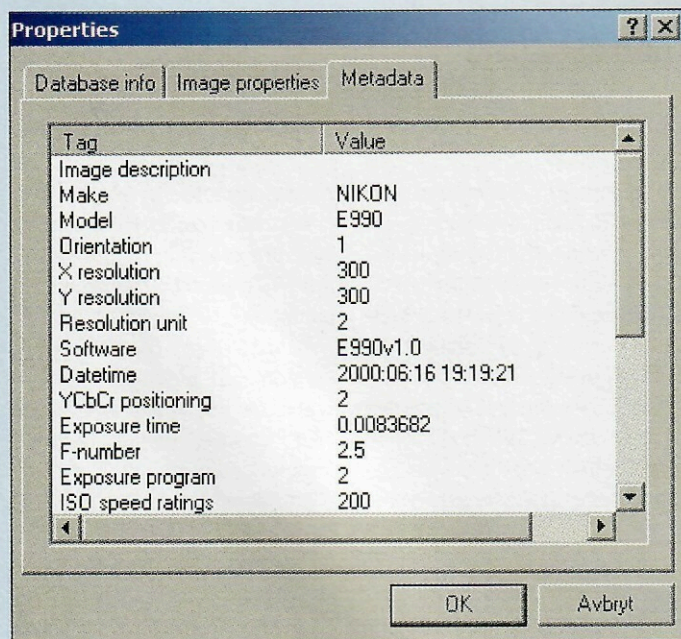 Properties
Database info Image properties Metadata
Tag Value
Image description
Make NIKON
Model E990
Orientation 1
X resolution 300
Y resolution 300
Resolution unit 2
Software E990v1.0
Datetime 2000:06:16 19:19:21
YCbCr positioning 2
Exposure time 0.0083682
F-number 2.5
Exposure program 2
ISO speed ratings 200
OK Avbryt